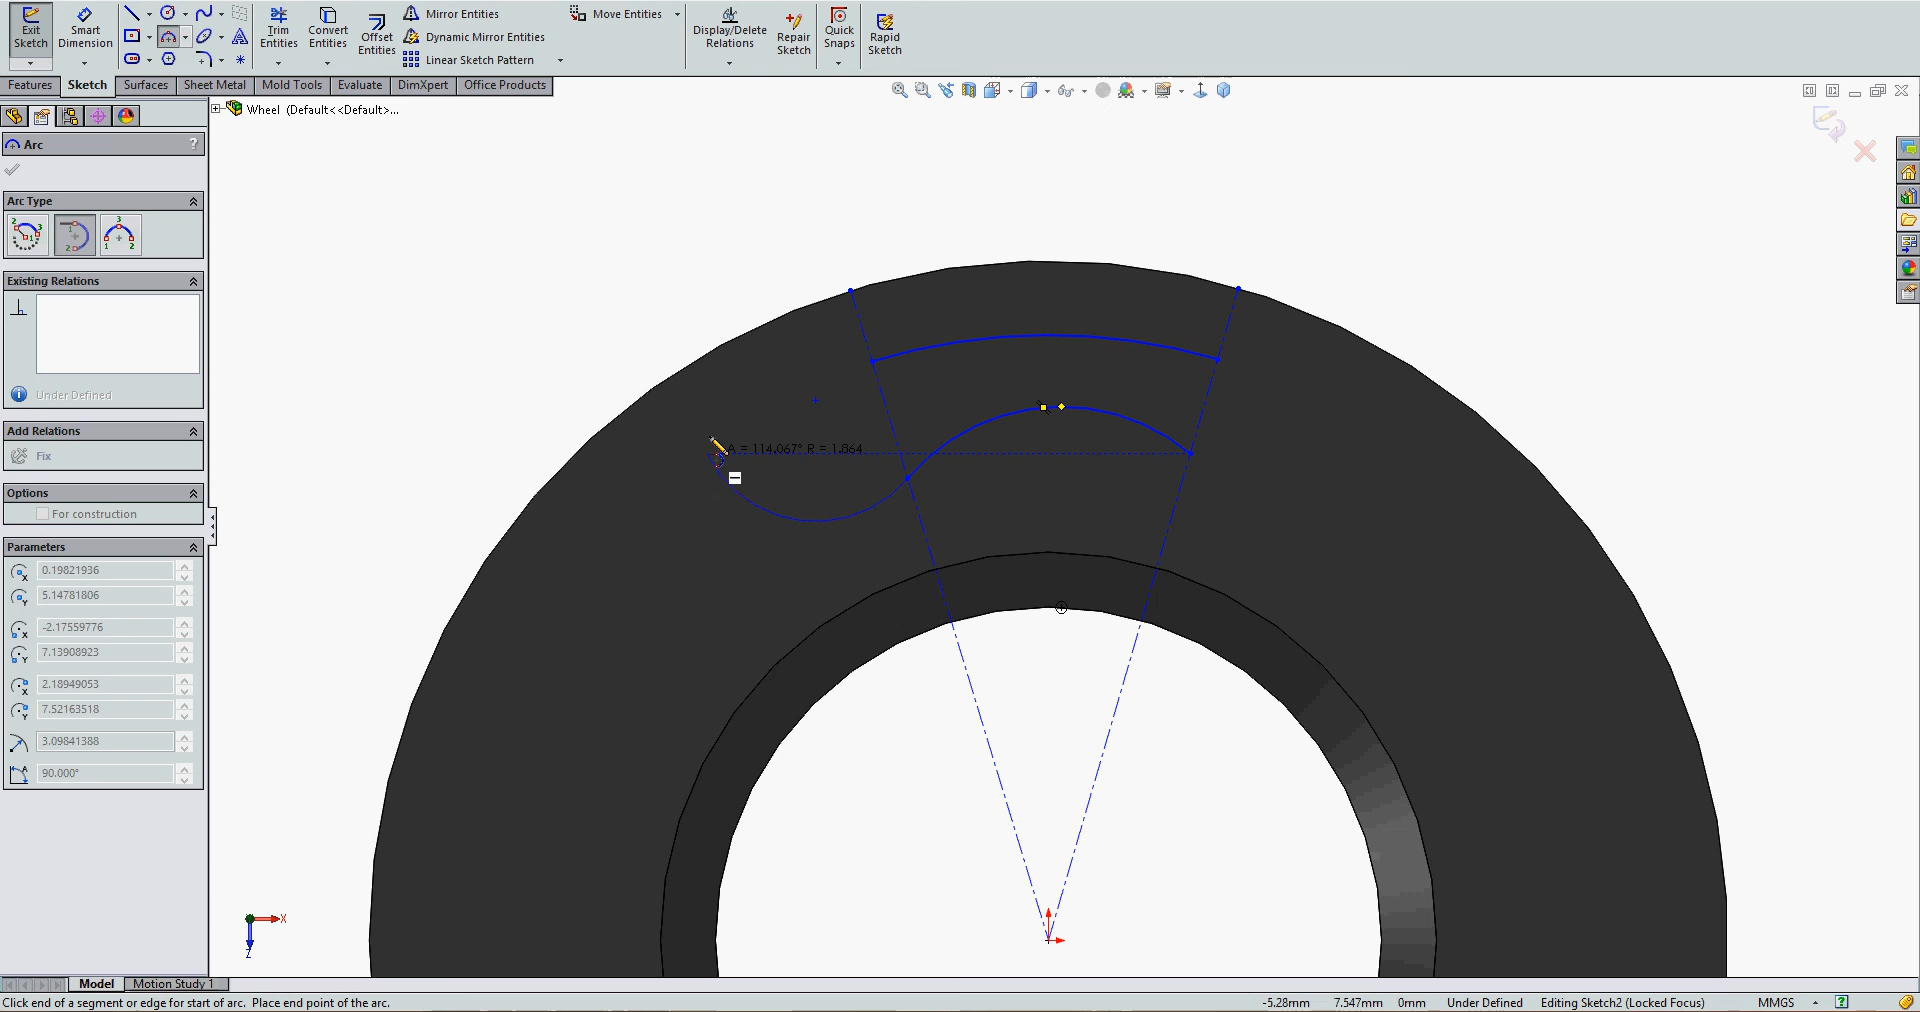 Exit Sketch
Smart Dimension
Trim Entities
Convert Entities
Offset Entities
Mirror Entities
Dynamic Mirror Entities
Linear Sketch Pattern
Move Entities
Display/Delete Relations
Repair Sketch
Quick Snaps
Rapid Sketch
Features
Sketch
Surfaces
Sheet Metal
Mold Tools
Evaluate
DimXpert
Office Products
Wheel (Default<<Default>...
Arc
?
Arc Type
Existing Relations
Under Defined
Add Relations
Fix
Options
For construction
Parameters
0.19821936
5.14781806
-2.17559776
7.13908923
2.18949053
7.52163518
3.09841388
90.000°
A = 114.067° R = 1.864
X
Z
Model
Motion Study 1
Click end of a segment or edge for start of arc. Place end point of the arc.
-5.28mm
7.547mm
0mm
Under Defined
Editing Sketch2 (Locked Focus)
MMGS
?